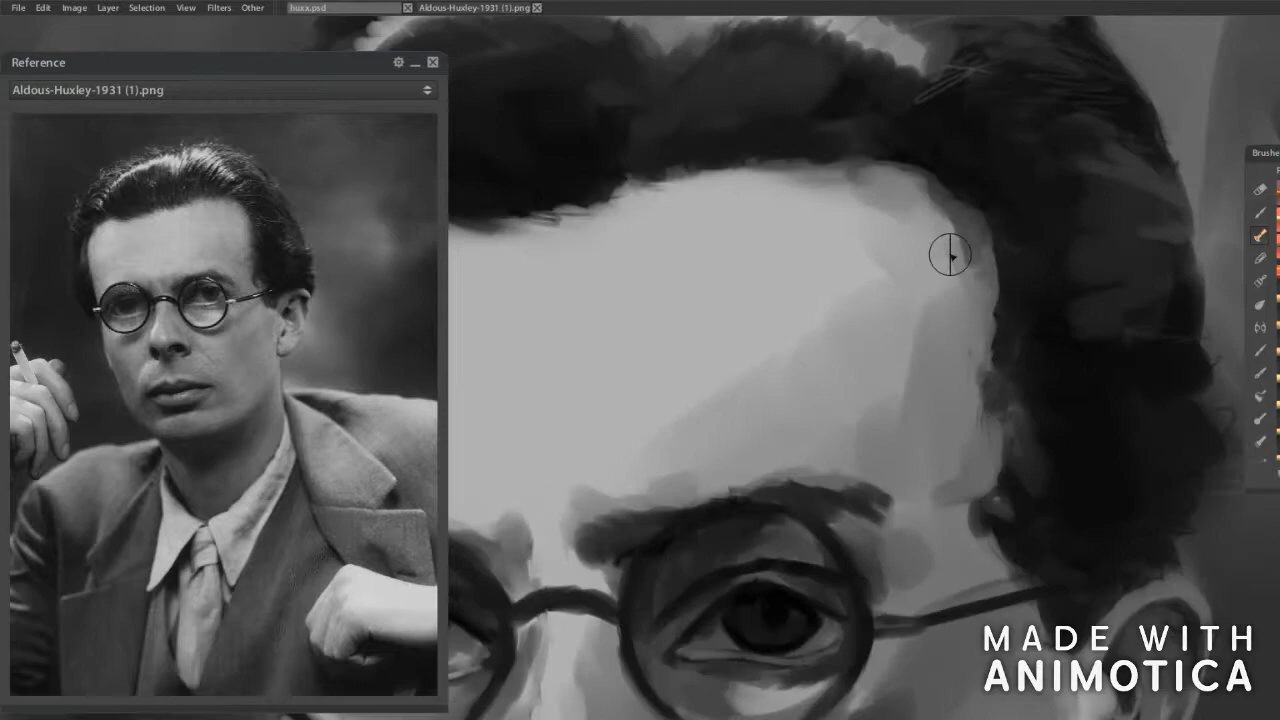 File Edit Image Layer Selection View Filters Other huxx.psd Aldous-Huxley-1931 (1).png
Reference
Aldous-Huxley-1931 (1).png
Brushe
MADE WITH
ANIMOTICA